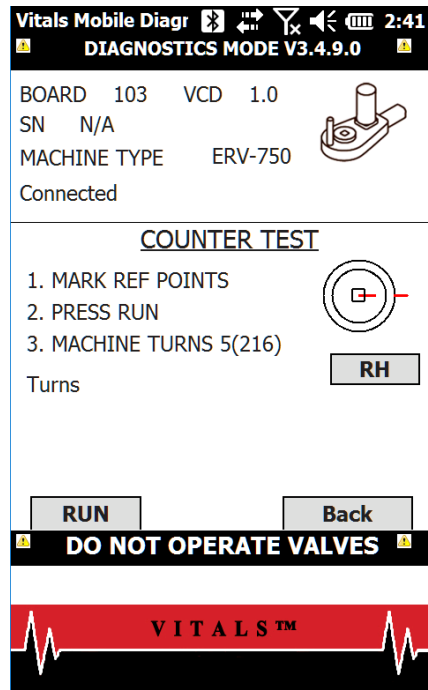 Vitals Mobile Diagr 2:41
DIAGNOSTICS MODE V3.4.9.0
BOARD 103 VCD 1.0
SN N/A
MACHINE TYPE ERV-750
Connected
COUNTER TEST
1. MARK REF POINTS
2. PRESS RUN
3. MACHINE TURNS 5(216)
RH
Turns
RUN Back
DO NOT OPERATE VALVES
VITALS™